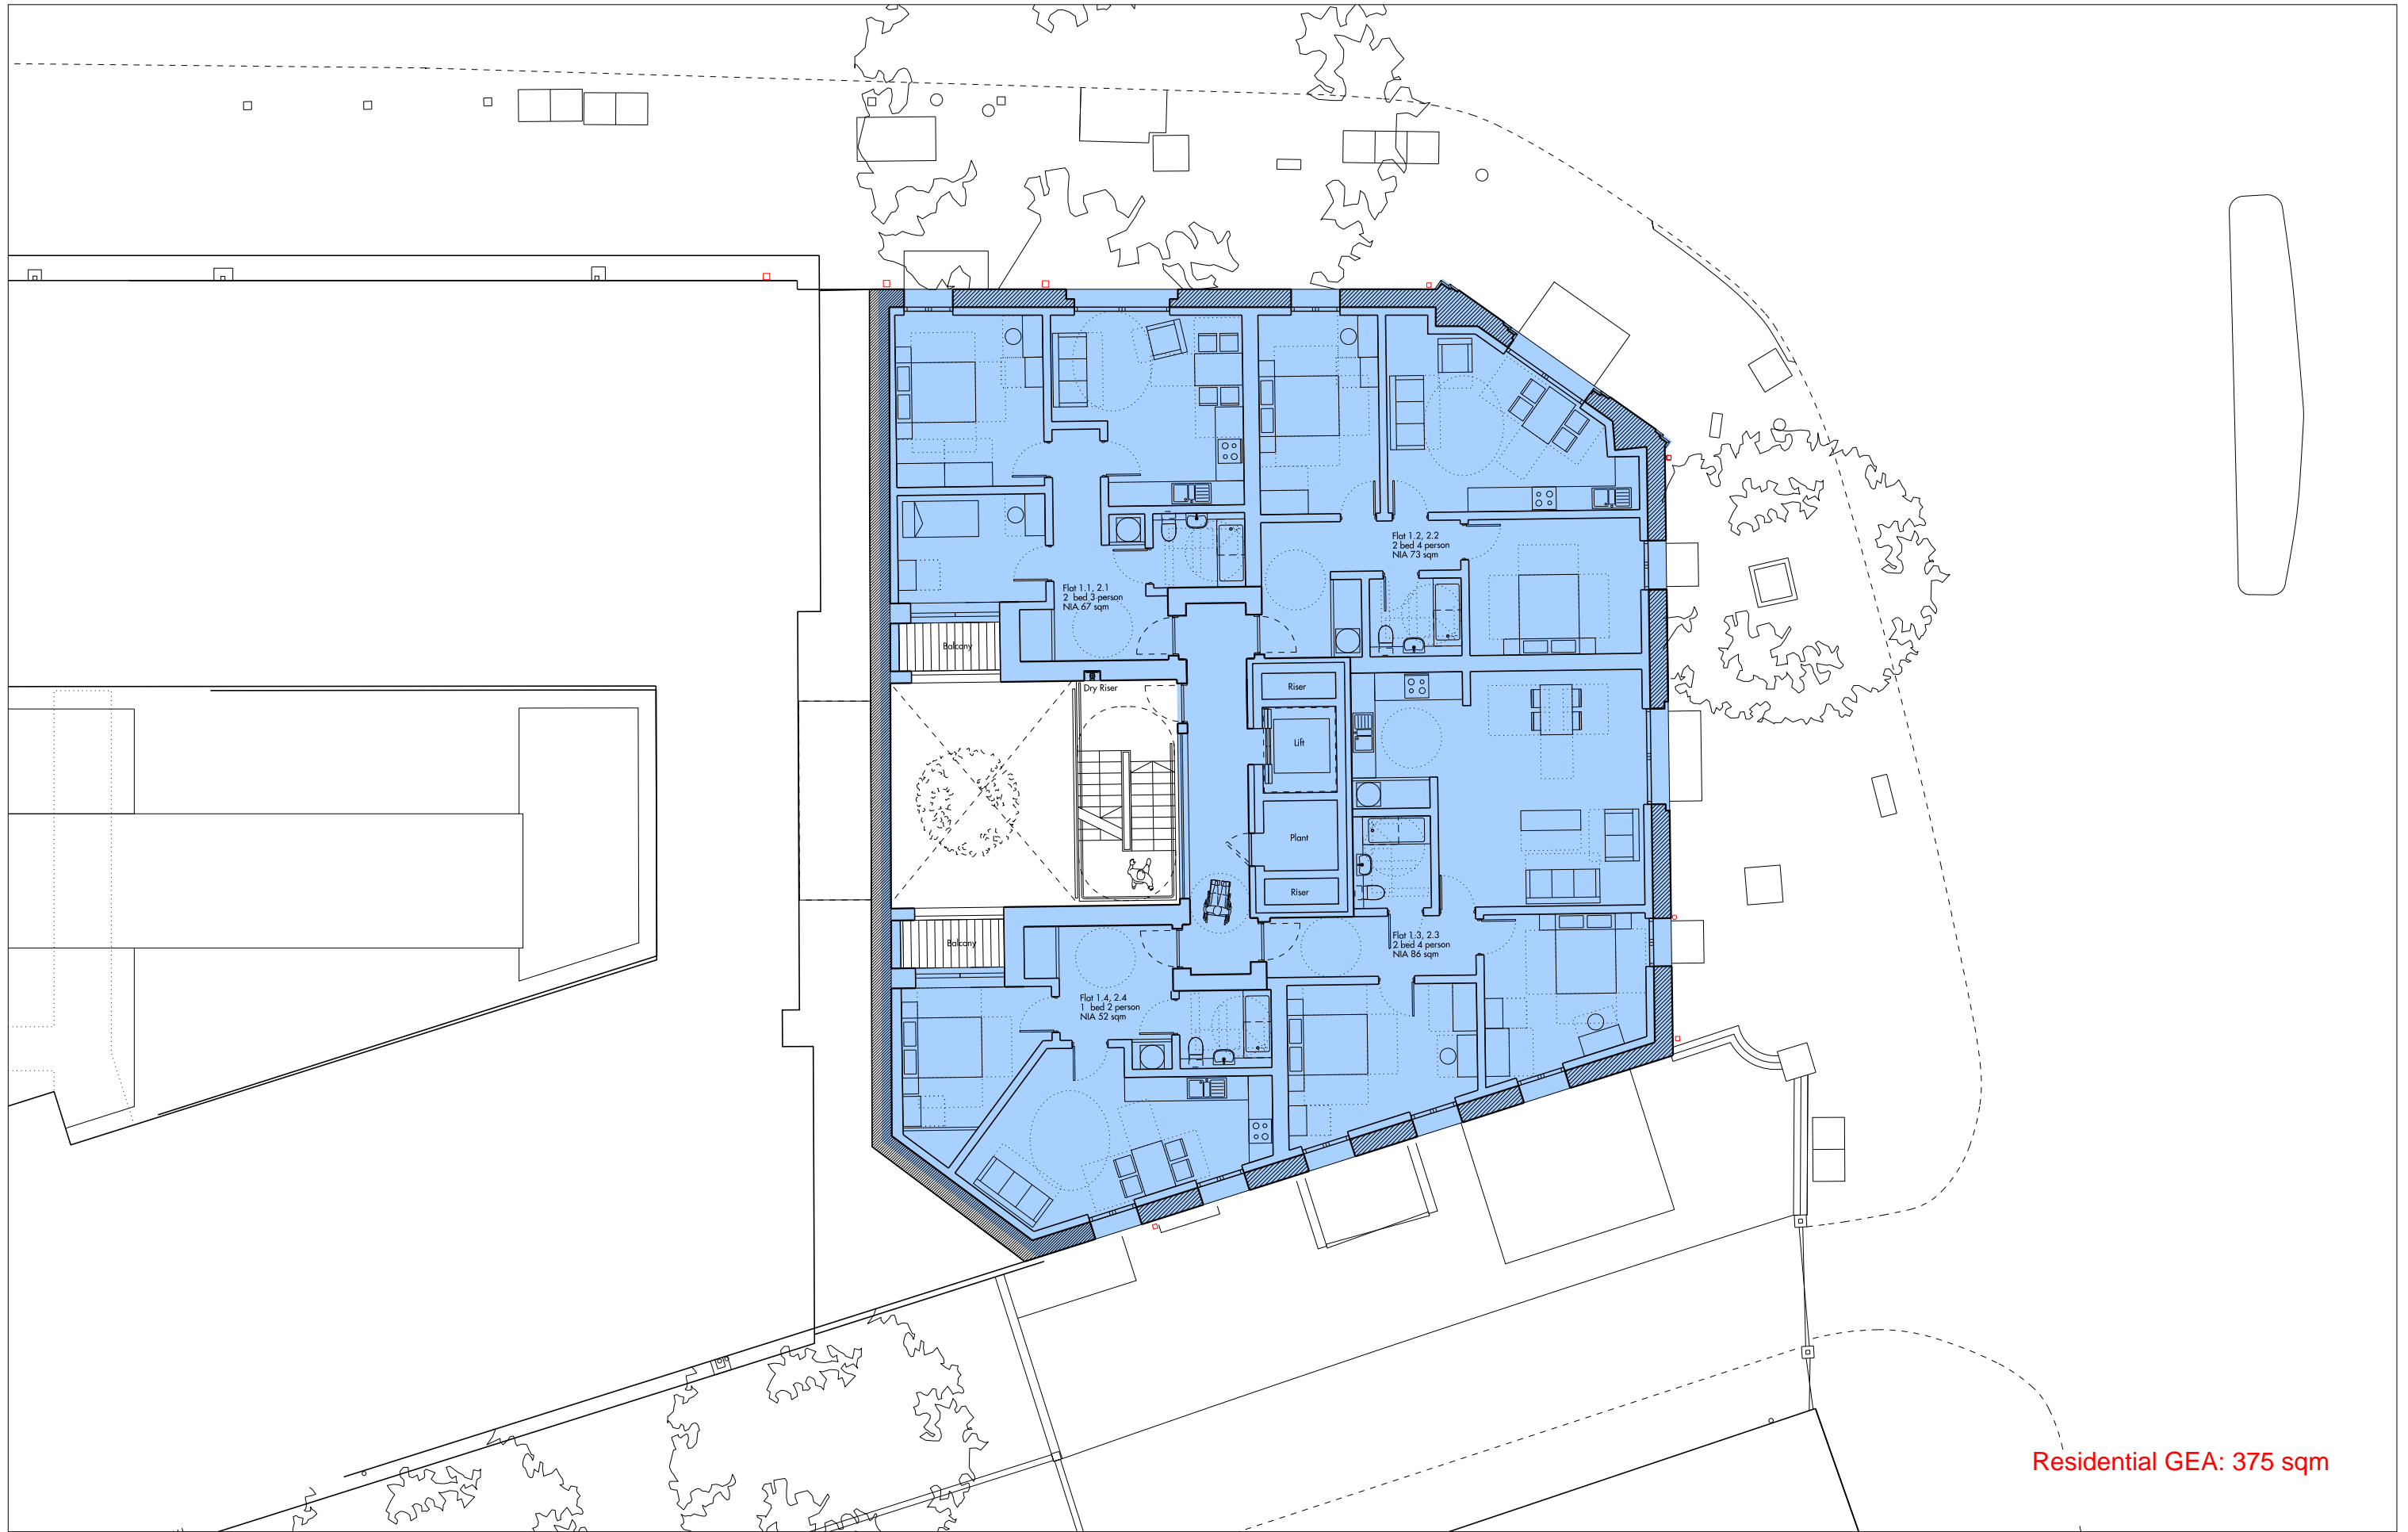 Flat 1.2, 2.2
2 bed 4 person
NIA 73 sqm
Flat 1.1, 2.1
2 bed 3 person
NIA 67 sqm
Balcony
Dry Riser
Riser
Lift
Plant
Riser
Balcony
Flat 1.3, 2.3
2 bed 4 person
NIA 86 sqm
Flat 1.4, 2.4
1 bed 2 person
NIA 52 sqm
Residential GEA: 375 sqm